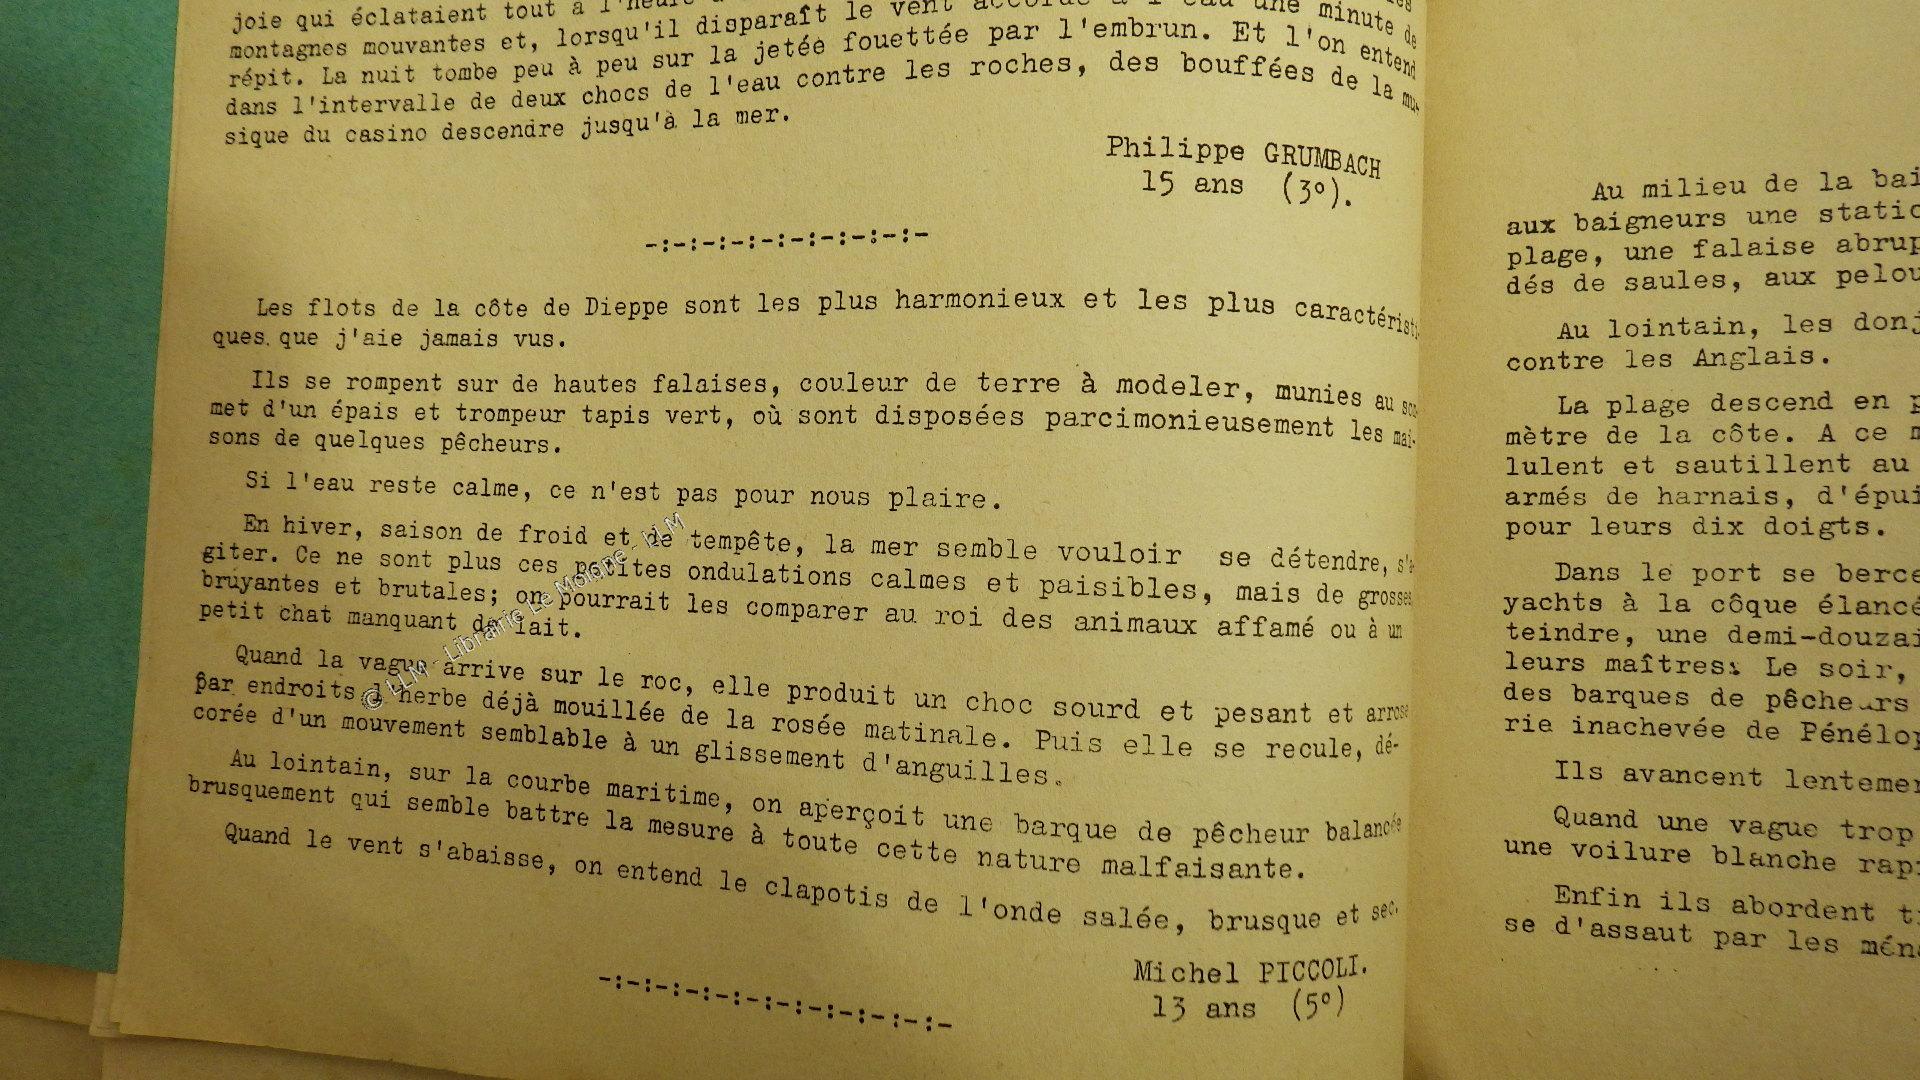 joie qui éclataient tout à l'heure
montagnes mouvantes et, lorsqu'il disparaît le vent accorde à l'eau une minute de
répit. La nuit tombe peu à peu sur la jetée fouettée par l'embrun. Et l'on entend
dans l'intervalle de deux chocs de l'eau contre les roches, des bouffées de la mu-
sique du casino descendre jusqu'à la mer.
Philippe GRUMBACH
15 ans (3°).
-:-:-:-:-:-:-:-:-:-
Les flots de la côte de Dieppe sont les plus harmonieux et les plus caractéristi-
ques que j'aie jamais vus.
Ils se rompent sur de hautes falaises, couleur de terre à modeler, munies au som-
met d'un épais et trompeur tapis vert, où sont disposées parcimonieusement les mai-
sons de quelques pêcheurs.
Si l'eau reste calme, ce n'est pas pour nous plaire.
En hiver, saison de froid et de tempête, la mer semble vouloir se détendre, s'a-
giter. Ce ne sont plus ces petites ondulations calmes et paisibles, mais de grosses
bruyantes et brutales; on pourrait les comparer au roi des animaux affamé ou à un
petit chat manquant de lait.
Quand la vague arrive sur le roc, elle produit un choc sourd et pesant et arrose
par endroits l'herbe déjà mouillée de la rosée matinale. Puis elle se recule, dé-
corée d'un mouvement semblable à un glissement d'anguilles.
Au lointain, sur la courbe maritime, on aperçoit une barque de pêcheur balancée
brusquement qui semble battre la mesure à toute cette nature malfaisante.
Quand le vent s'abaisse, on entend le clapotis de l'onde salée, brusque et sec.
Michel PICCOLI.
13 ans (5°)
-:-:-:-:-:-:-:-:-:-:-:-
© LLM - Librairie Le Moigne - LLM
Au milieu de la bai
aux baigneurs une static
plage, une falaise abrup
dés de saules, aux pelou
Au lointain, les donj
contre les Anglais.
La plage descend en p
mètre de la côte. A ce m
lulent et sautillent au
armés de harnais, d'épui
pour leurs dix doigts.
Dans le port se berce
yachts à la côque élancé
teindre, une demi-douzai
leurs maîtres: Le soir,
des barques de pêcheurs
rie inachevée de Pénélop
Ils avancent lentemen
Quand une vague trop
une voilure blanche rap
Enfin ils abordent
se d'assaut par les ména